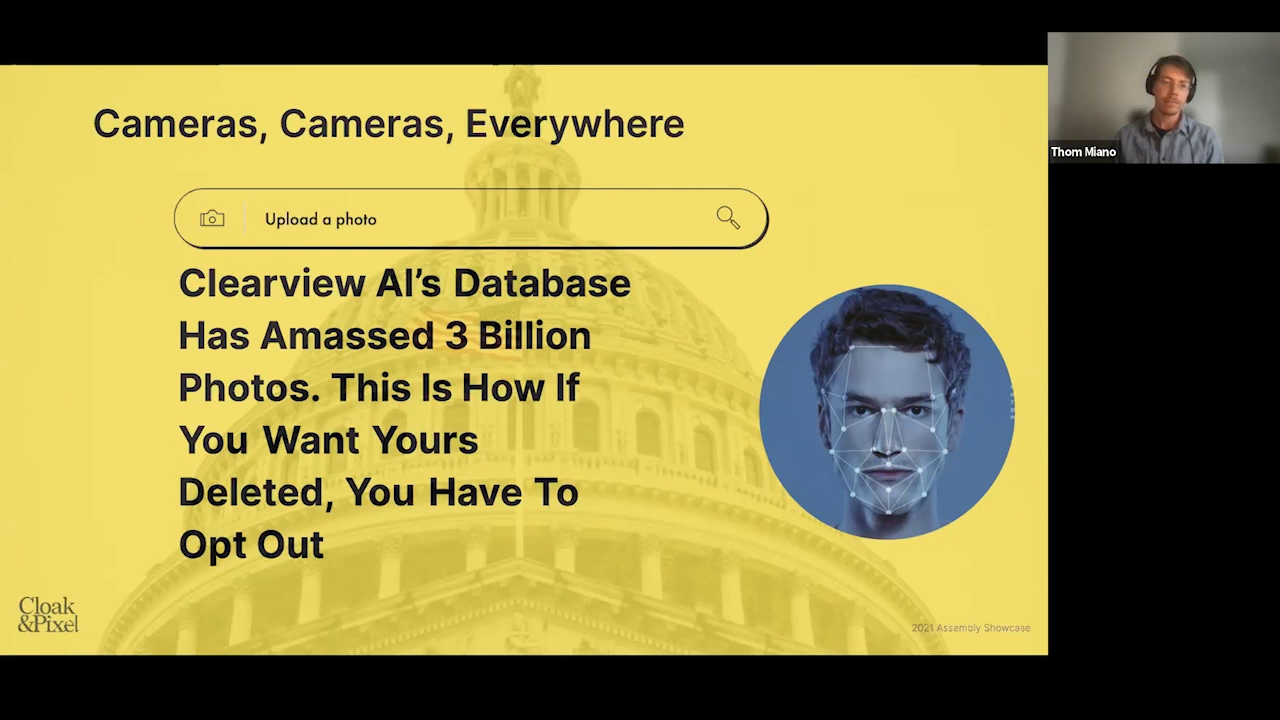 Cameras, Cameras, Everywhere
Upload a photo
Clearview AI’s Database
Has Amassed 3 Billion
Photos. This Is How If
You Want Yours
Deleted, You Have To
Opt Out
Cloak
&Pixel
2021 Assembly Showcase
Thom Miano